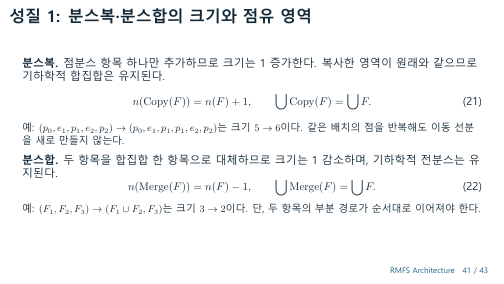 성질 1: 분스복·분스합의 크기와 점유 영역
분스복. 점분스 항목 하나만 추가하므로 크기는 1 증가한다. 복사한 영역이 원래와 같으므로
기하학적 합집합은 유지된다.
n(Copy(F)) = n(F) + 1, ⋃Copy(F) = ⋃F. (21)
예: (p₀, e₁, p₁, e₂, p₂) → (p₀, e₁, p₁, p₁, e₂, p₂)는 크기 5 → 6이다. 같은 배치의 점을 반복해도 이동 선분
을 새로 만들지 않는다.
분스합. 두 항목을 합집합 한 항목으로 대체하므로 크기는 1 감소하며, 기하학적 전분스는 유
지된다.
n(Merge(F)) = n(F) − 1, ⋃Merge(F) = ⋃F. (22)
예: (F₁, F₂, F₃) → (F₁ ∪ F₂, F₃)는 크기 3 → 2이다. 단, 두 항목의 부분 경로가 순서대로 이어져야 한다.
RMFS Architecture 41 / 43